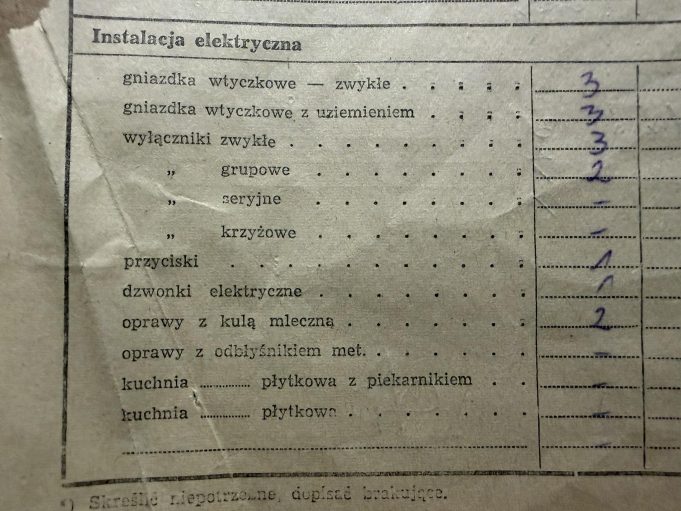 Instalacja elektryczna
gniazdka wtyczkowe — zwykłe . . . . . 3
gniazdka wtyczkowe z uziemieniem . . . . 3
wyłączniki zwykłe . . . . . . . . . 3
„ grupowe . . . . . . . . 2
„ seryjne . . . . . . . . -
„ krzyżowe . . . . . . . -
przyciski . . . . . . . . . . . 1
dzwonki elektryczne . . . . . . . . 1
oprawy z kulą mleczną . . . . . . . 2
oprawy z odbłyśnikiem met. . . . . . -
kuchnia ............ płytkowa z piekarnikiem . . -
kuchnia ............ płytkowa . . . . . . . -
-
*) Skreślić niepotrzebne, dopisać brakujące.